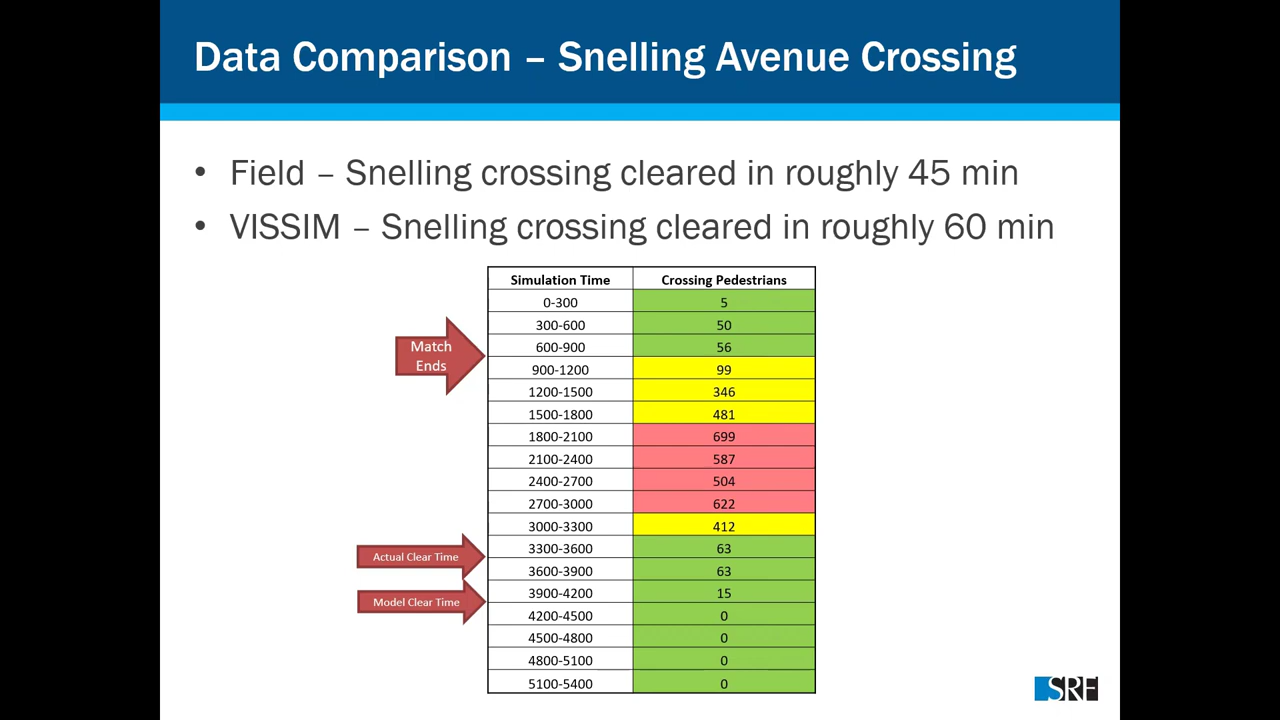 Data Comparison – Snelling Avenue Crossing
• Field – Snelling crossing cleared in roughly 45 min
• VISSIM – Snelling crossing cleared in roughly 60 min
Simulation Time Crossing Pedestrians
0-300 5
300-600 50
600-900 56
Match
Ends
900-1200 99
1200-1500 346
1500-1800 481
1800-2100 699
2100-2400 587
2400-2700 504
2700-3000 622
3000-3300 412
3300-3600 63
Actual Clear Time
3600-3900 63
3900-4200 15
Model Clear Time
4200-4500 0
4500-4800 0
4800-5100 0
5100-5400 0
SRF